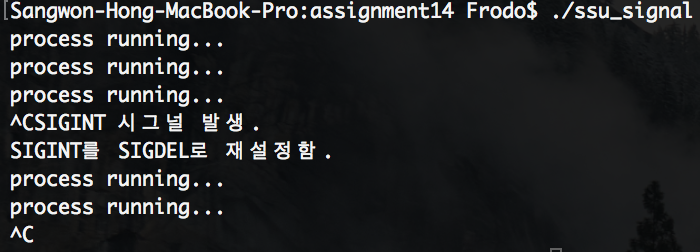 Sangwon-Hong-MacBook-Pro:assignment14 Frodo$ ./ssu_signal
process running...
process running...
process running...
^CSIGINT 시그널 발생.
SIGINT를 SIGDEL로 재설정함.
process running...
process running...
^C